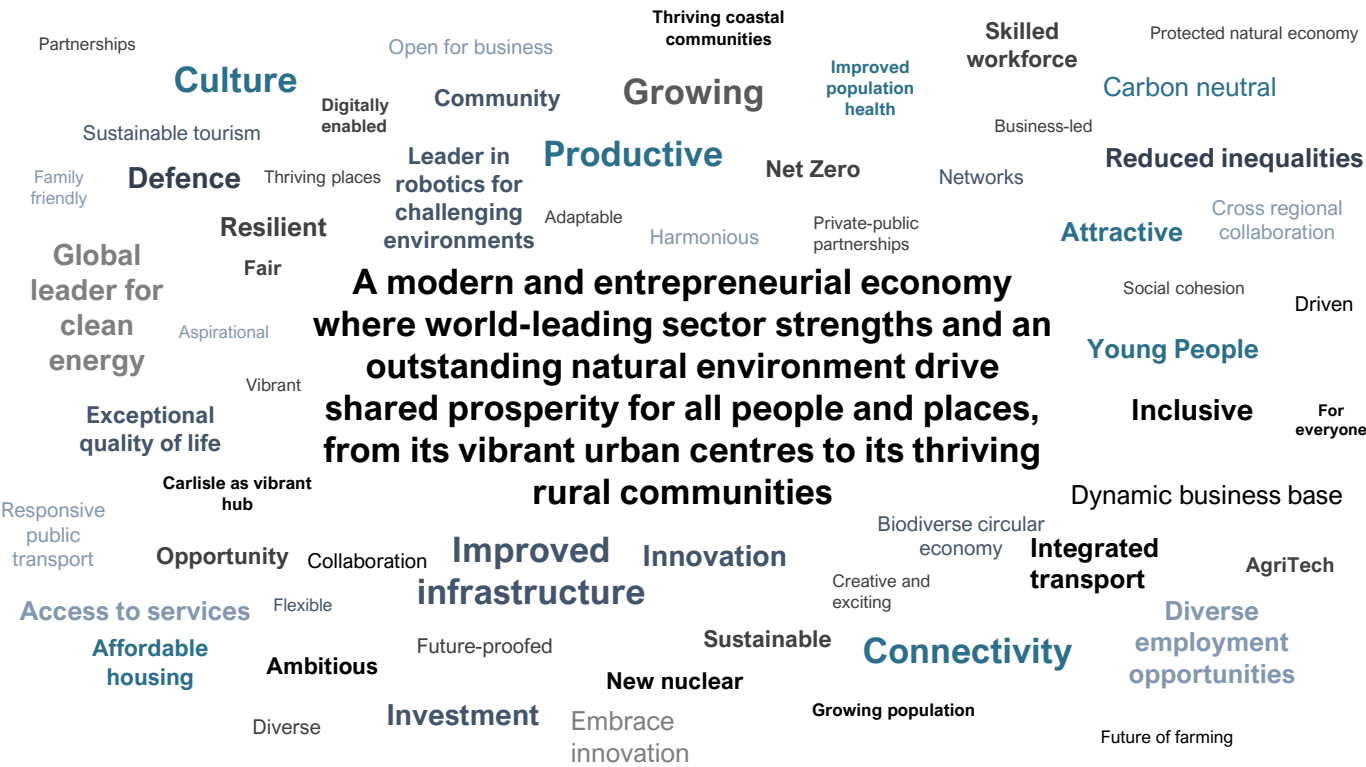 Thriving coastal
communities
Partnerships
Open for business
Skilled
workforce
Protected natural economy
Culture
Digitally
enabled
Community
Growing
Improved
population
health
Carbon neutral
Sustainable tourism
Business-led
Family
friendly
Defence
Thriving places
Leader in
robotics for
challenging
environments
Productive
Net Zero
Networks
Reduced inequalities
Resilient
Adaptable
Harmonious
Private-public
partnerships
Attractive
Cross regional
collaboration
Global
leader for
clean
energy
Fair
A modern and entrepreneurial economy
where world-leading sector strengths and an
outstanding natural environment drive
shared prosperity for all people and places,
from its vibrant urban centres to its thriving
rural communities
Social cohesion
Driven
Aspirational
Young People
Vibrant
Exceptional
quality of life
Inclusive
For
everyone
Carlisle as vibrant
hub
Dynamic business base
Responsive
public
transport
Opportunity
Collaboration
Improved
infrastructure
Innovation
Biodiverse circular
economy
Integrated
transport
AgriTech
Creative and
exciting
Access to services
Flexible
Diverse
employment
opportunities
Affordable
housing
Ambitious
Future-proofed
Sustainable
Connectivity
New nuclear
Diverse
Investment
Embrace
innovation
Growing population
Future of farming